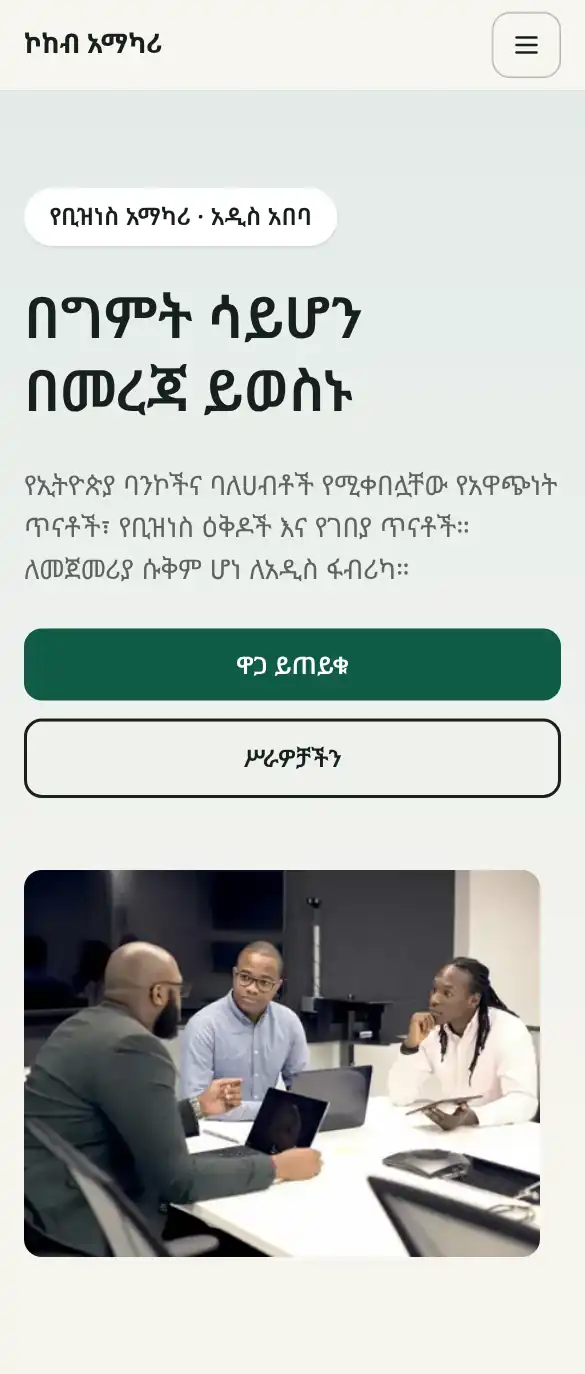 ኮከብ አማካሪ
የቢዝነስ አማካሪ · አዲስ አበባ
በግምት ሳይሆን
በመረጃ ይወስኑ
የኢትዮጵያ ባንኮችና ባለሀብቶች የሚቀበሏቸው የአዋጭነት
ጥናቶች፣ የቢዝነስ ዕቅዶች እና የገበያ ጥናቶች።
ለመጀመሪያ ሱቅም ሆነ ለአዲስ ፋብሪካ።
ዋጋ ይጠይቁ
ሥራዎቻችን